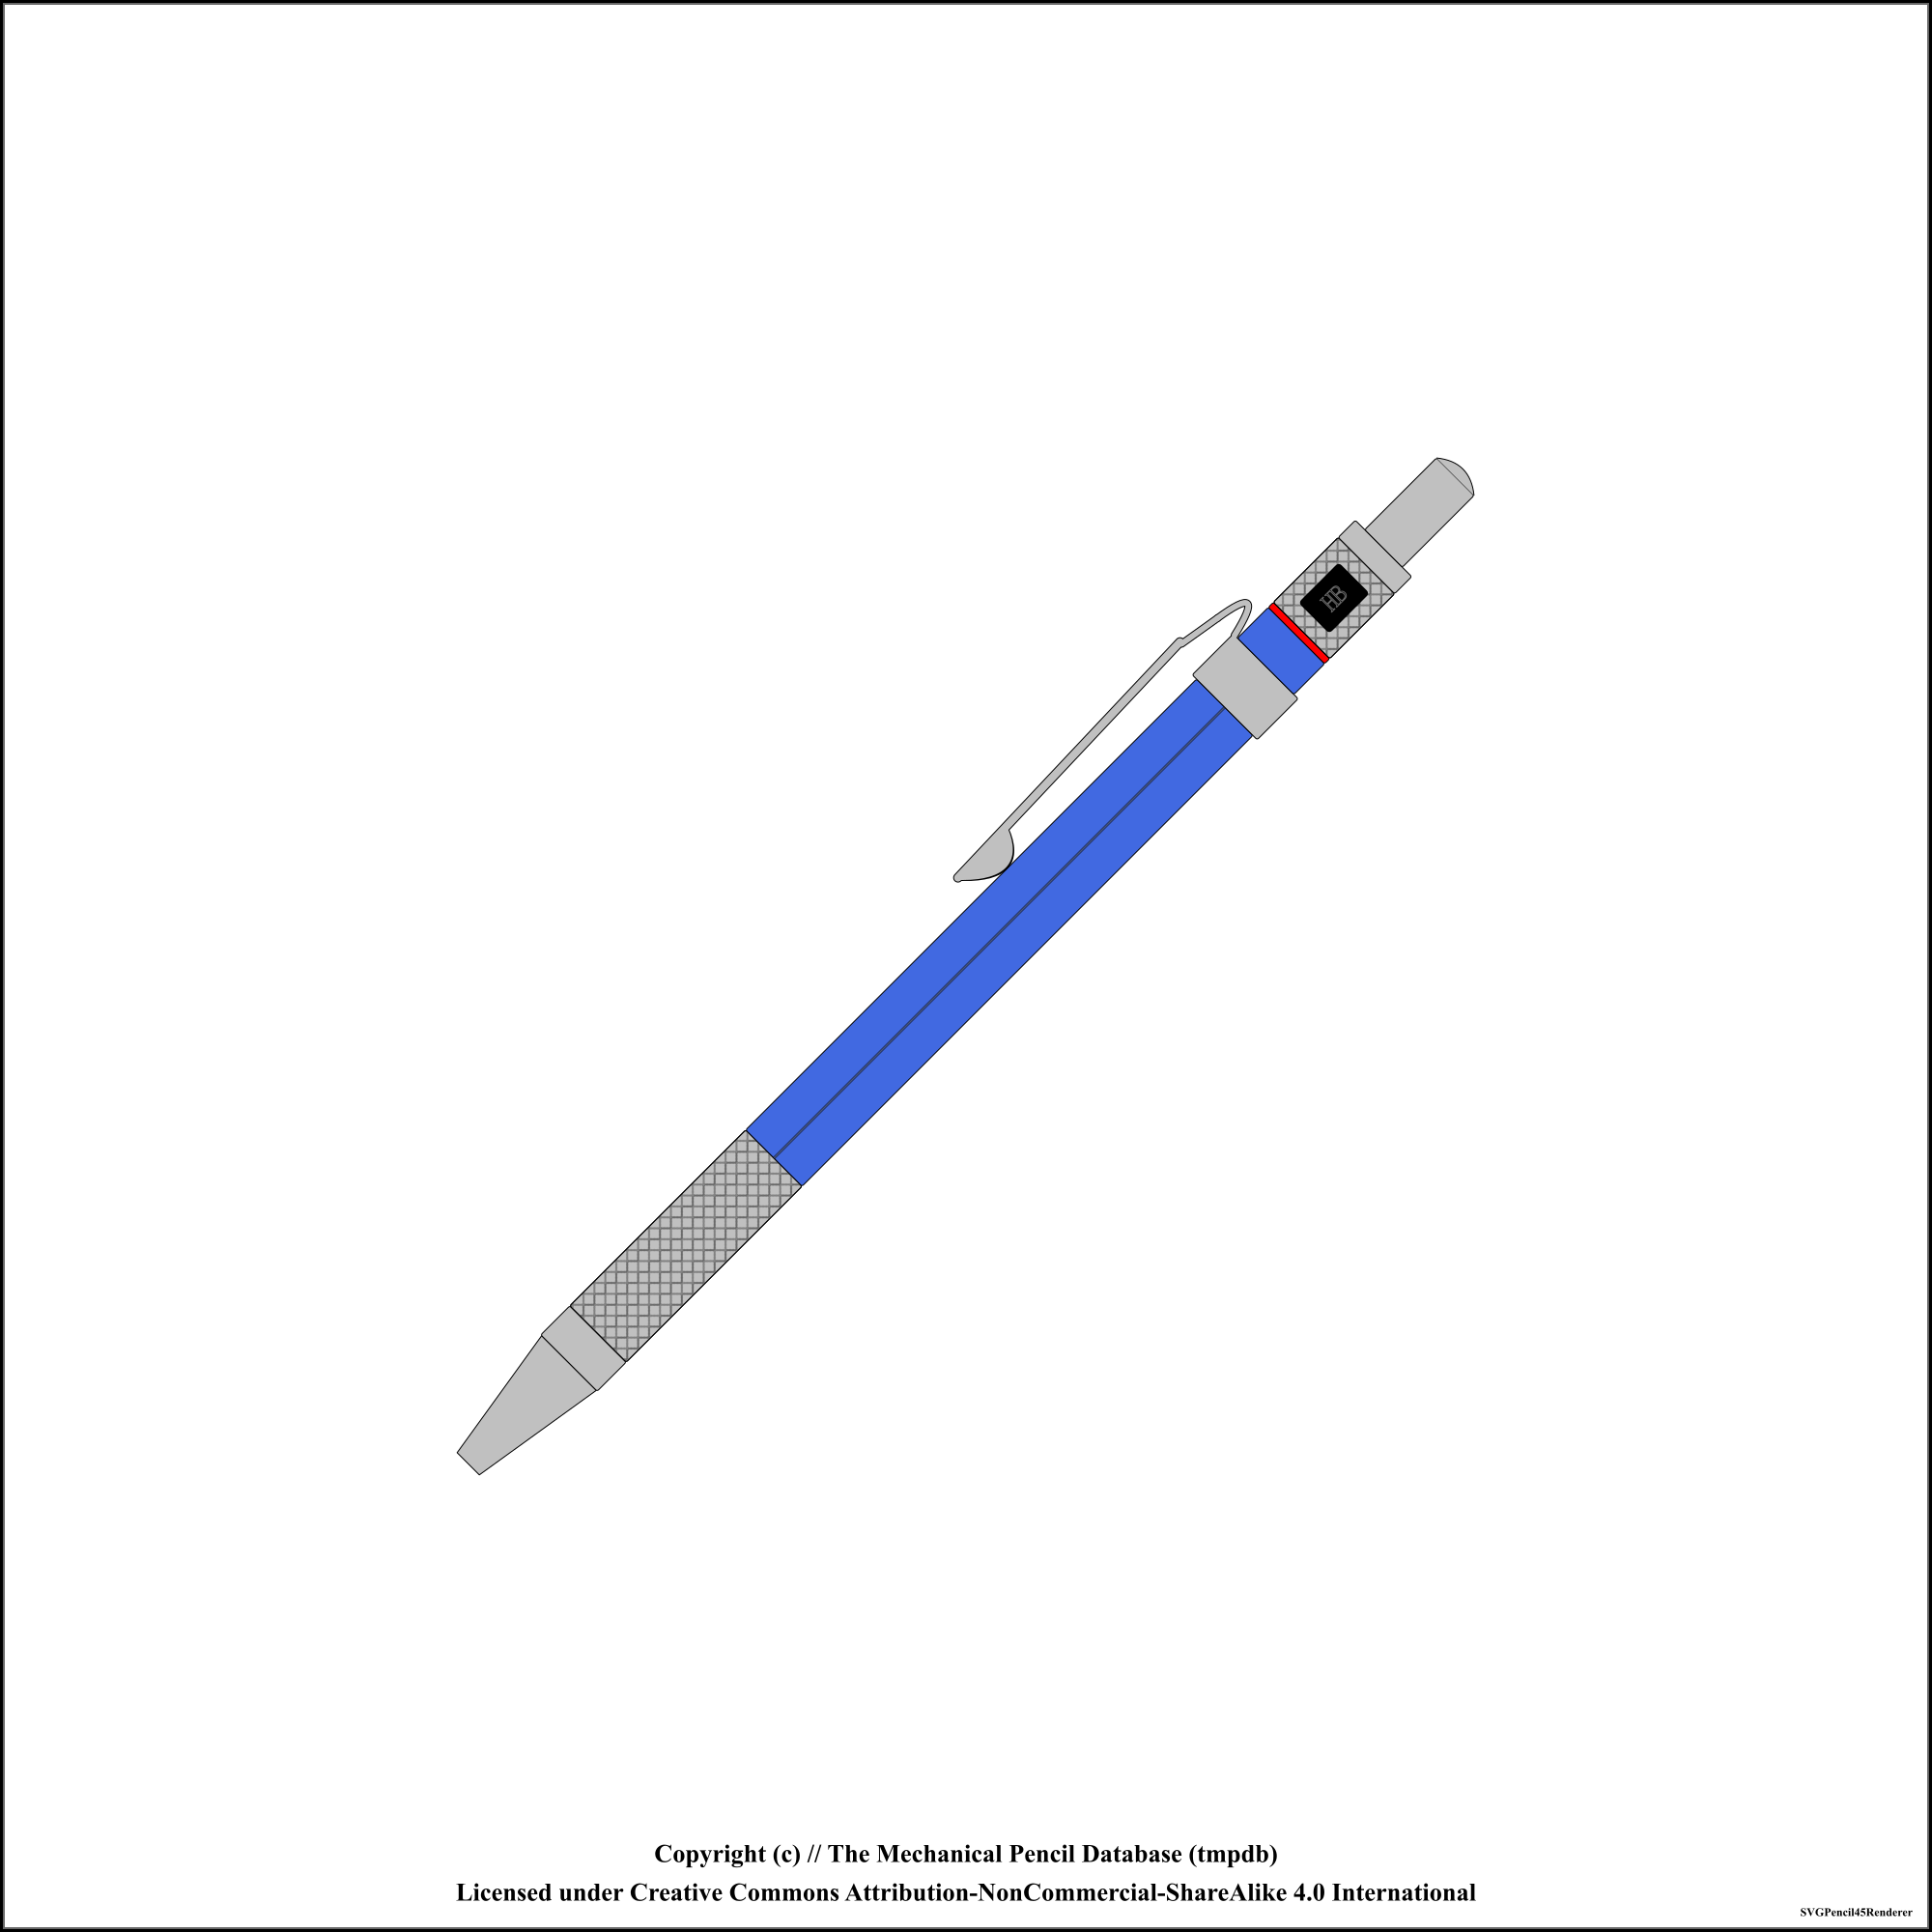 HB
Copyright (c) // The Mechanical Pencil Database (tmpdb)
Licensed under Creative Commons Attribution-NonCommercial-ShareAlike 4.0 International
SVGPencil45Renderer